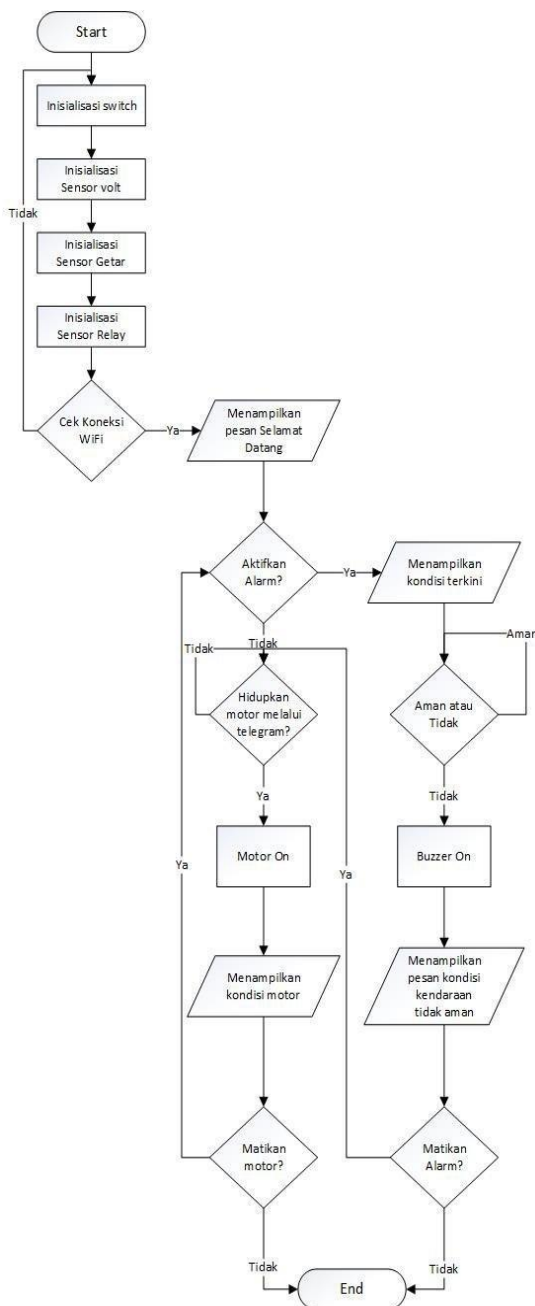 Start
Inisialisasi switch
Inisialisasi
Sensor volt
Tidak
Inisialisasi
Sensor Getar
Inisialisasi
Sensor Relay
Cek Koneksi
WiFi
Ya
Menampilkan
pesan Selamat
Datang
Aktifkan
Alarm?
Ya
Menampilkan
kondisi terkini
Tidak
Tidak
Aman
Hidupkan
motor melalui
telegram?
Aman atau
Tidak
Ya
Tidak
Motor On
Buzzer On
Ya
Ya
Menampilkan
kondisi motor
Menampilkan
pesan kondisi
kendaraan
tidak aman
Matikan
motor?
Matikan
Alarm?
Tidak
Tidak
End